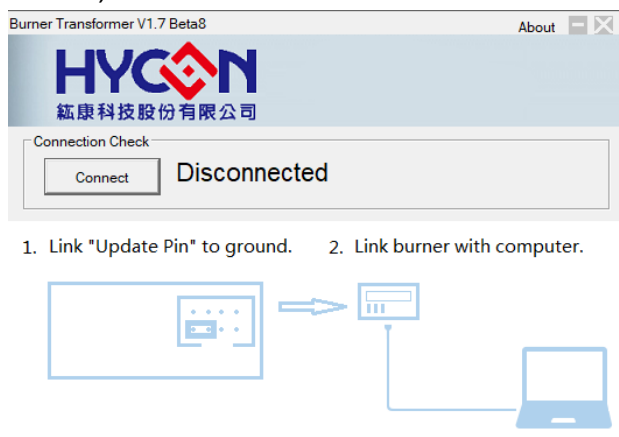 Burner Transformer V1.7 Beta8
About
HYCON
紘康科技股份有限公司
Connection Check
Connect
Disconnected
1. Link "Update Pin" to ground.
2. Link burner with computer.